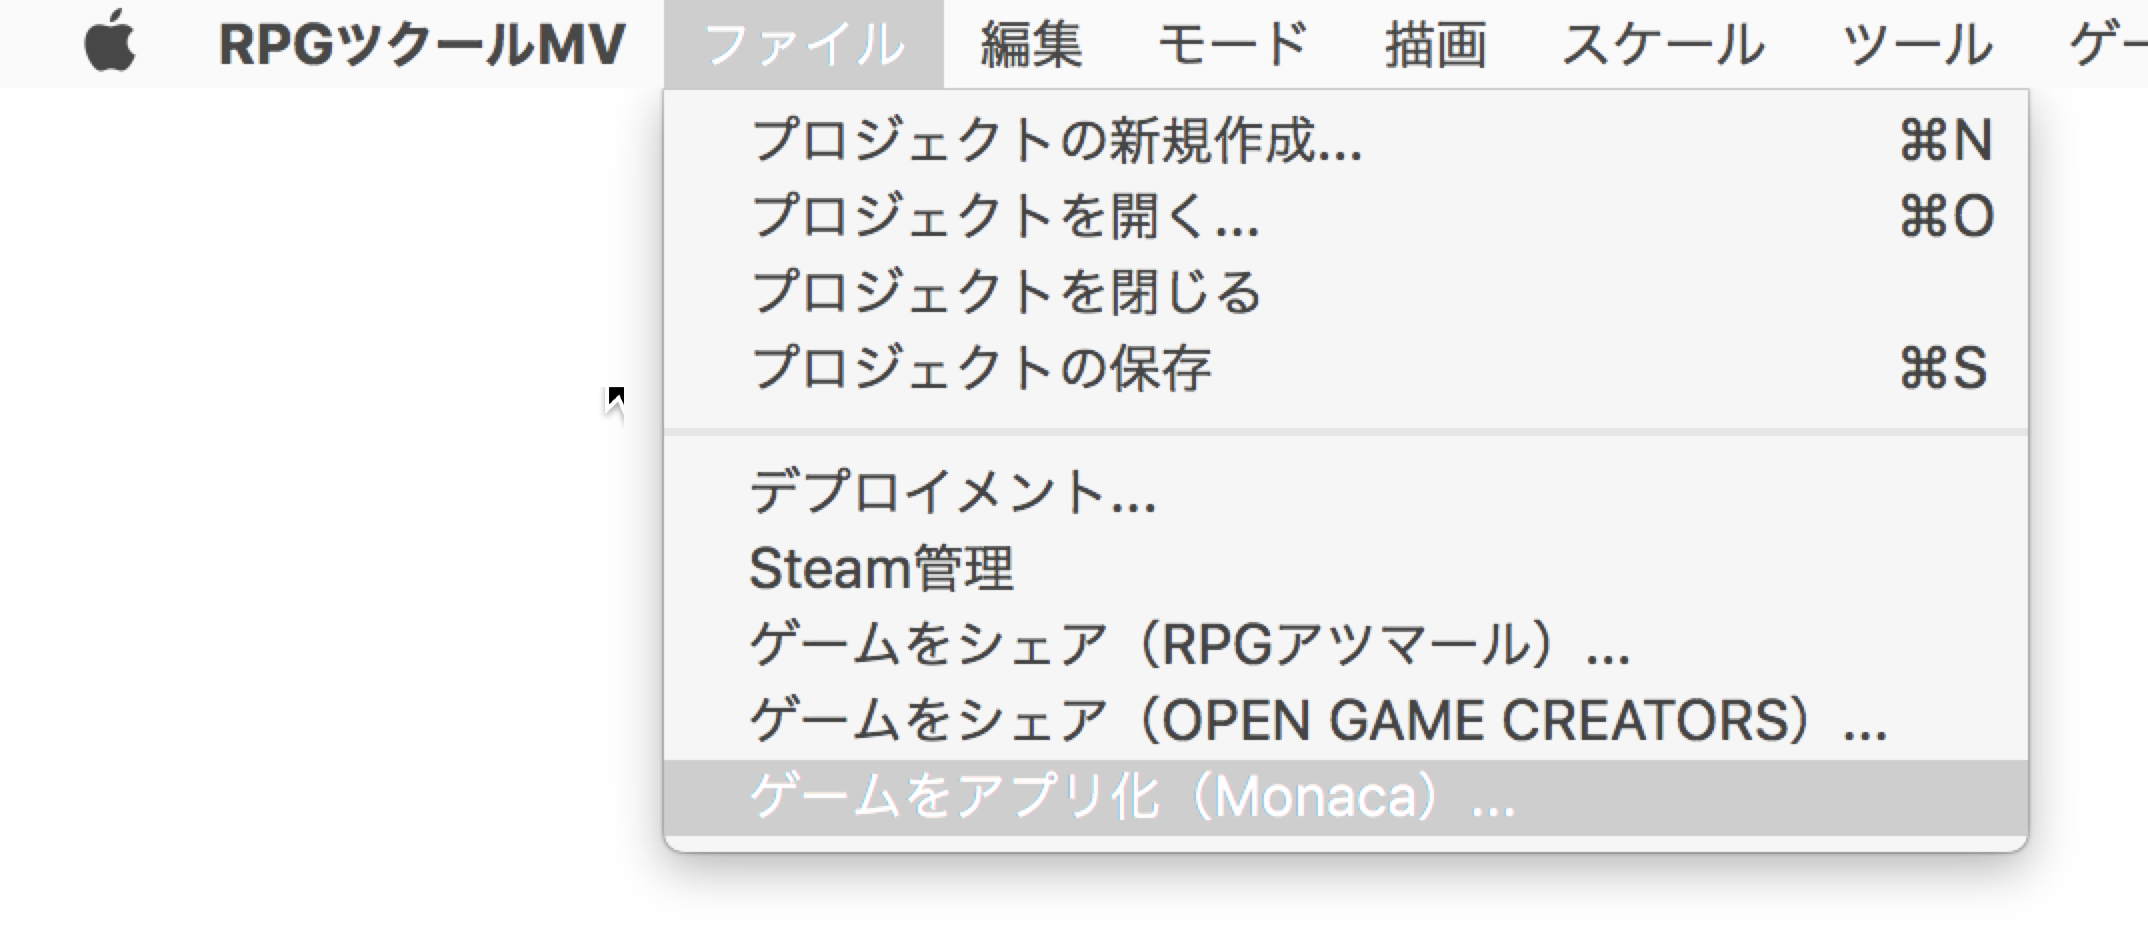 RPGツクールMV ファイル 編集 モード 描画 スケール ツール ゲー
プロジェクトの新規作成... ⌘N
プロジェクトを開く... ⌘O
プロジェクトを閉じる
プロジェクトの保存 ⌘S
デプロイメント...
Steam管理
ゲームをシェア（RPGアツマール）...
ゲームをシェア（OPEN GAME CREATORS）...
ゲームをアプリ化（Monaca）...